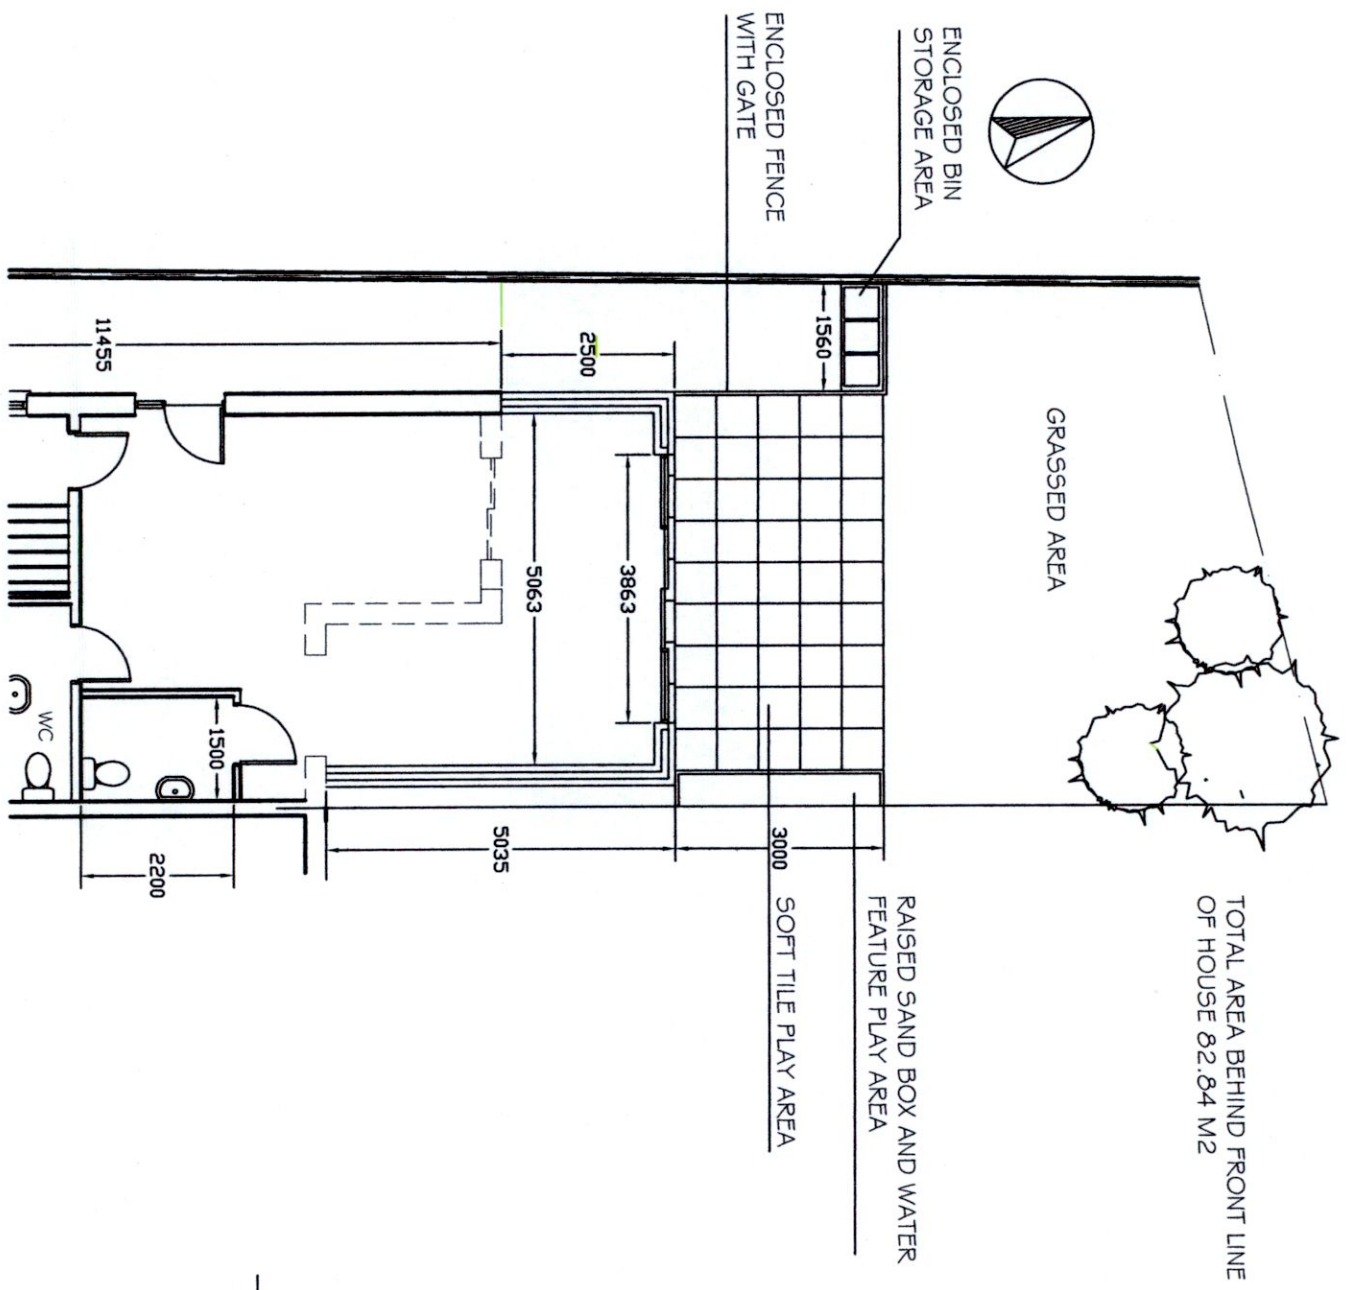 ENCLOSED BIN
STORAGE AREA
ENCLOSED FENCE
WITH GATE
GRASSED AREA
TOTAL AREA BEHIND FRONT LINE
OF HOUSE 82.84 M2
RAISED SAND BOX AND WATER
FEATURE PLAY AREA
SOFT TILE PLAY AREA
1560
2500
11455
3863
5063
3000
5035
1500
2200
WC